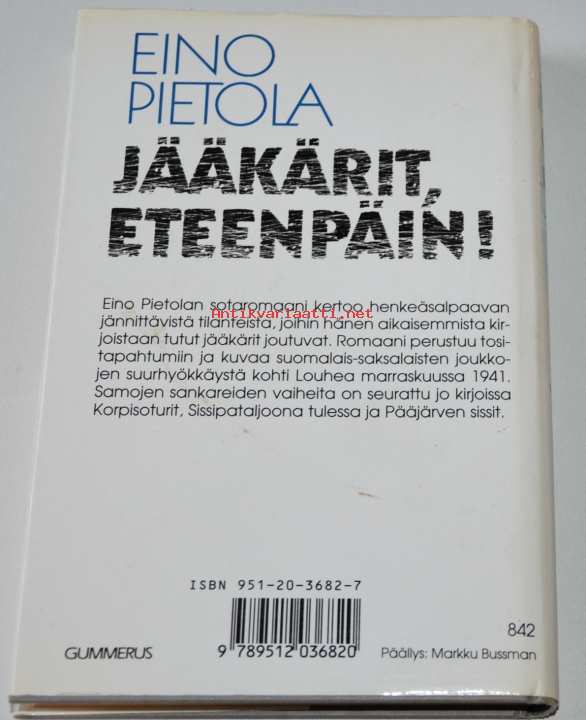 EINO
PIETOLA
JÄÄKÄRIT,
ETEENPÄIN!
Eino Pietolan sotaromaani kertoo henkeäsalpaavan
Antikvariaatti.net
jännittävistä tilanteista, joihin hänen aikaisemmista kir-
joistaan tutut jääkärit joutuvat. Romaani perustuu tosi-
tapahtumiin ja kuvaa suomalais-saksalaisten joukko-
jen suurhyökkäystä kohti Louhea marraskuussa 1941.
Samojen sankareiden vaiheita on seurattu jo kirjoissa
Korpisoturit, Sissipataljoona tulessa ja Pääjärven sissit.
ISBN 951-20-3682-7
9 789512 036820
GUMMERUS
842
Päällys: Markku Bussman